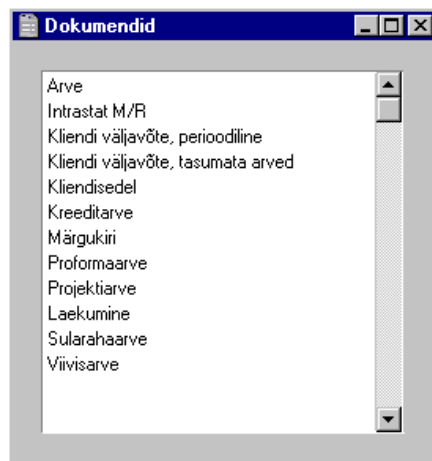 Dokumendid
Arve
Intrastat M/R
Kliendi väljavõte, perioodiline
Kliendi väljavõte, tasumata arved
Kliendisedel
Kreeditarve
Märgukiri
Proformaarve
Projektiarve
Laekumine
Sularahaarve
Viivisarve